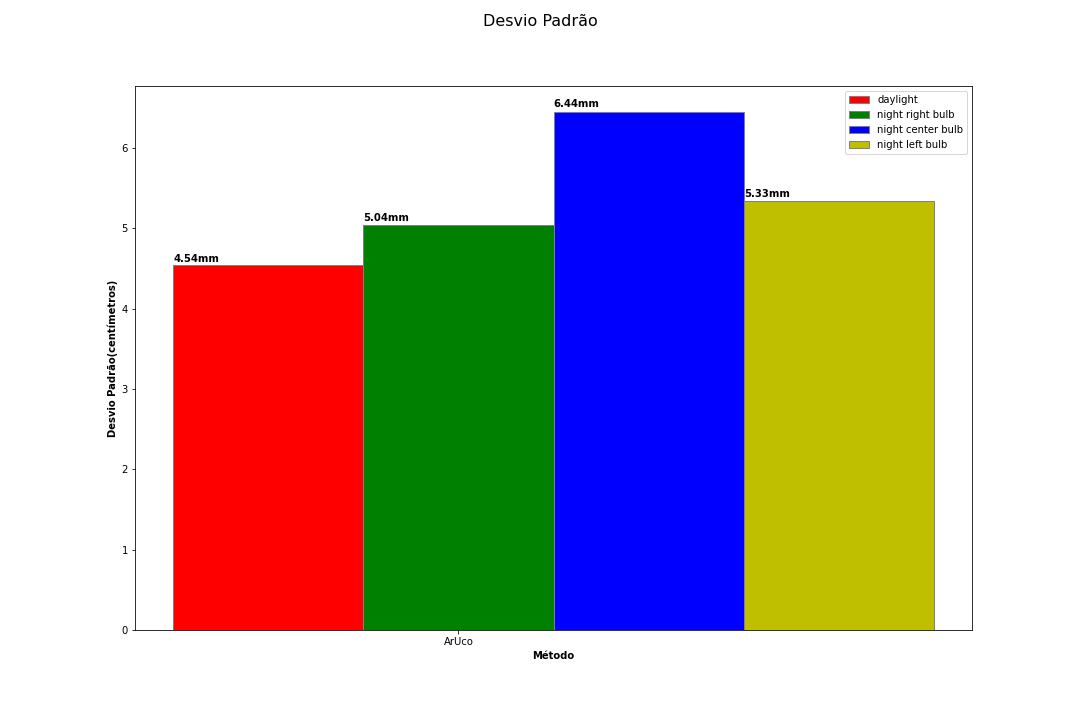 Desvio Padrão
6.44mm
daylight
night right bulb
night center bulb
night left bulb
5.33mm
5.04mm
4.54mm
6
5
4
3
2
1
0
Desvio Padrão(centímetros)
ArUco
Método